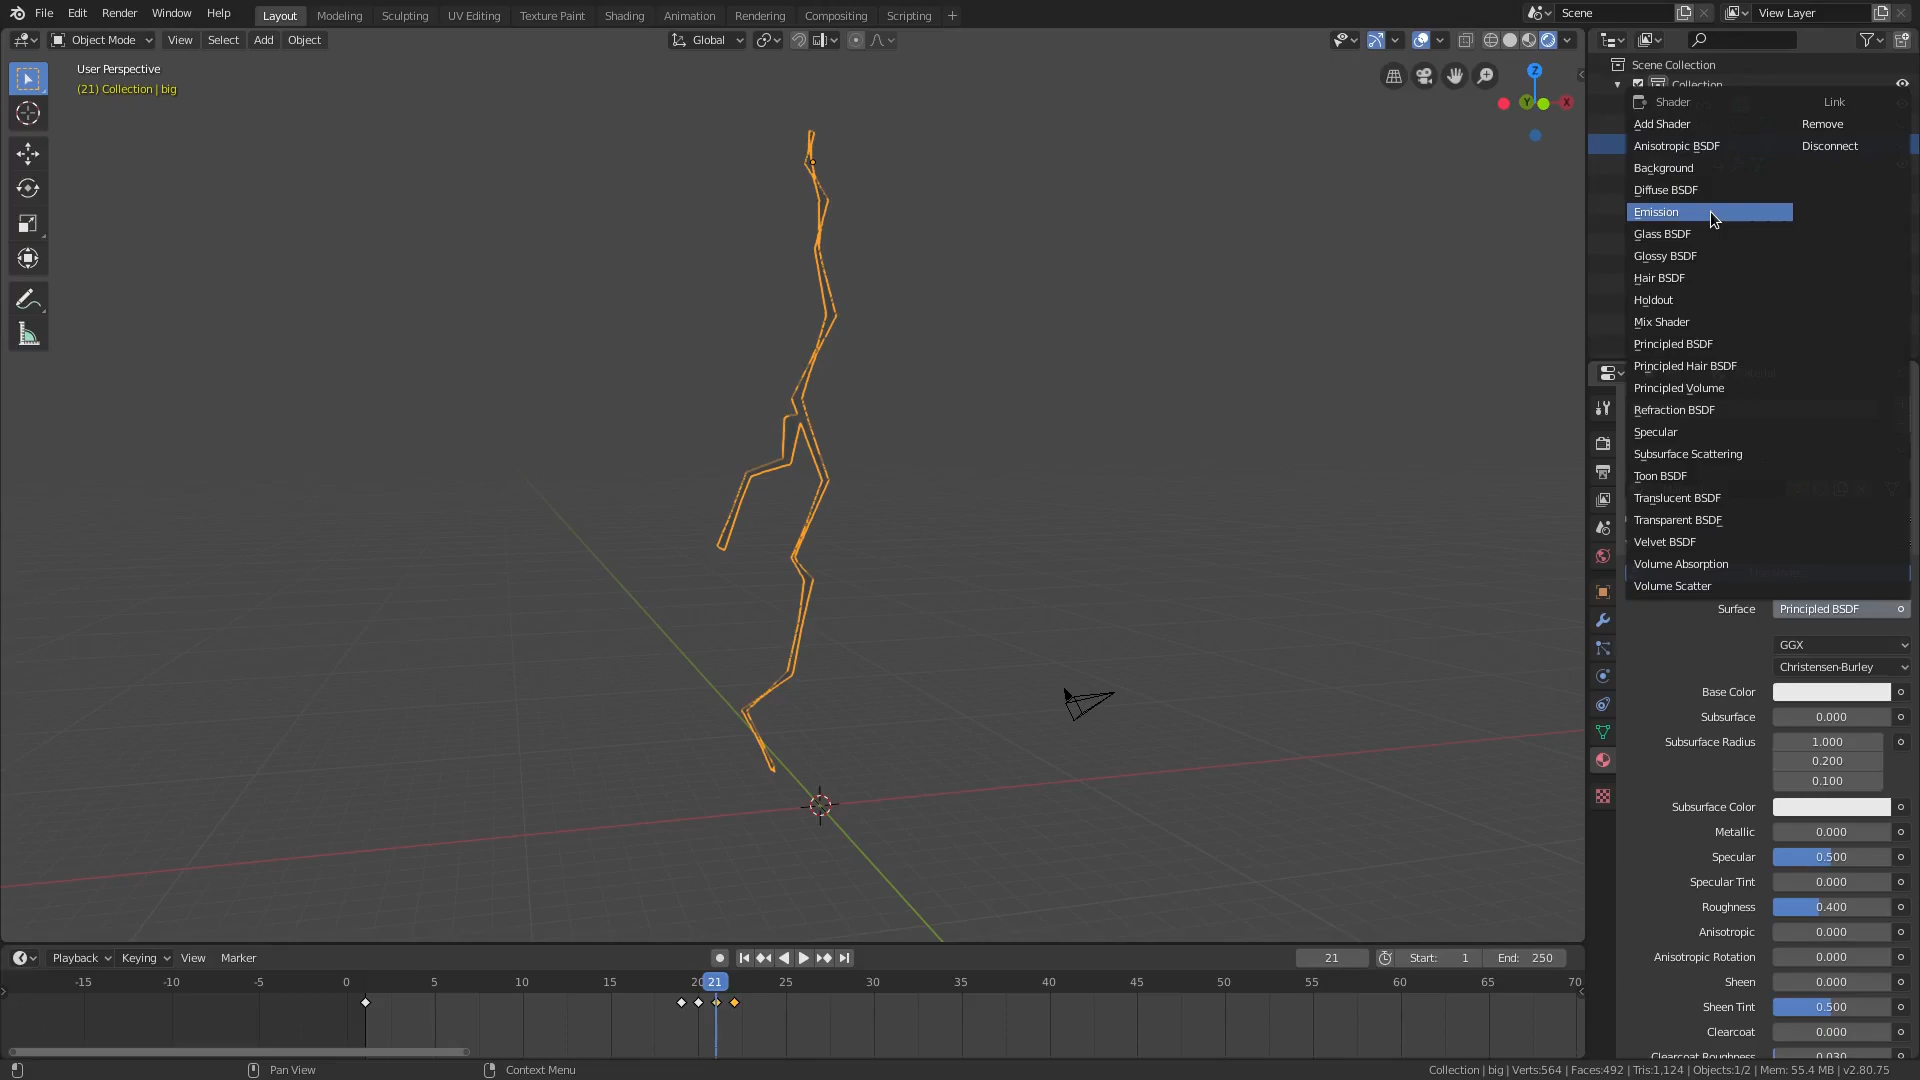 File Edit Render Window Help Layout Modeling Sculpting UV Editing Texture Paint Shading Animation Rendering Compositing Scripting + Scene View Layer
Object Mode View Select Add Object Global
User Perspective
(21) Collection | big
Z
Y
X
Scene Collection
Collection
Shader Link
Add Shader Remove
Anisotropic BSDF Disconnect
Background
Diffuse BSDF
Emission
Glass BSDF
Glossy BSDF
Hair BSDF
Holdout
Mix Shader
Principled BSDF
Principled Hair BSDF
Principled Volume
Refraction BSDF
Specular
Subsurface Scattering
Toon BSDF
Translucent BSDF
Transparent BSDF
Velvet BSDF
Volume Absorption
Volume Scatter
Surface Principled BSDF
GGX
Christensen-Burley
Base Color
Subsurface 0.000
Subsurface Radius 1.000
0.200
0.100
Subsurface Color
Metallic 0.000
Specular 0.500
Specular Tint 0.000
Roughness 0.400
Anisotropic 0.000
Anisotropic Rotation 0.000
Sheen 0.000
Sheen Tint 0.500
Clearcoat 0.000
Clearcoat Roughness 0.030
Playback Keying View Marker 21 Start: 1 End: 250
-15 -10 -5 0 5 10 15 20 21 25 30 35 40 45 50 55 60 65 70
Pan View Context Menu Collection | big | Verts:564 | Faces:492 | Tris:1,124 | Objects:1/2 | Mem: 55.4 MB | v2.80.75